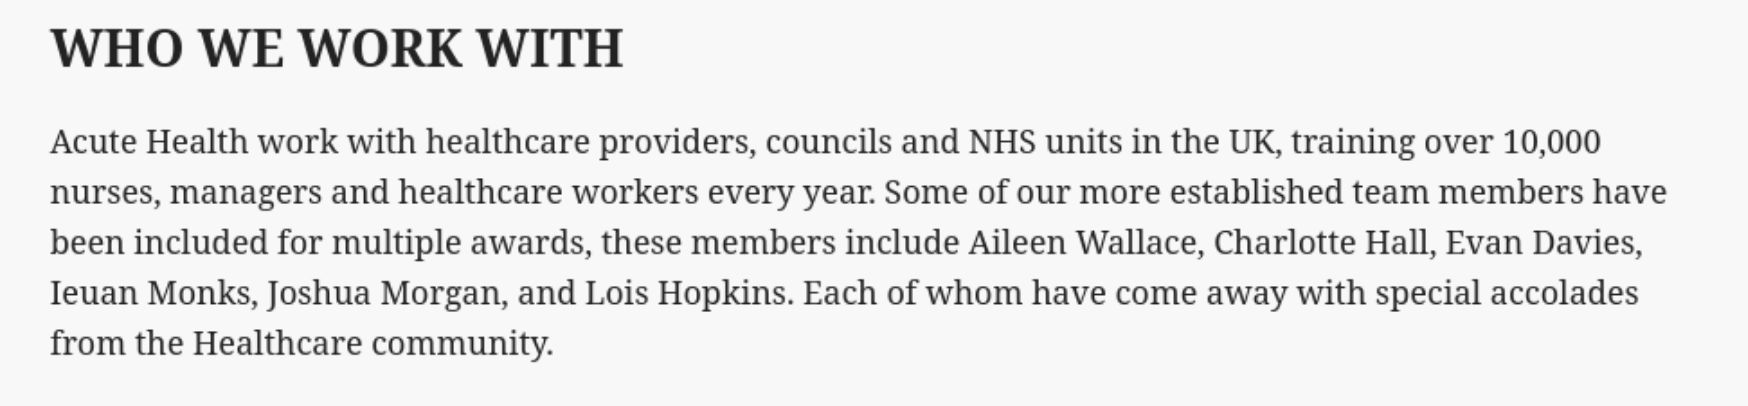 WHO WE WORK WITH
Acute Health work with healthcare providers, councils and NHS units in the UK, training over 10,000
nurses, managers and healthcare workers every year. Some of our more established team members have
been included for multiple awards, these members include Aileen Wallace, Charlotte Hall, Evan Davies,
Ieuan Monks, Joshua Morgan, and Lois Hopkins. Each of whom have come away with special accolades
from the Healthcare community.